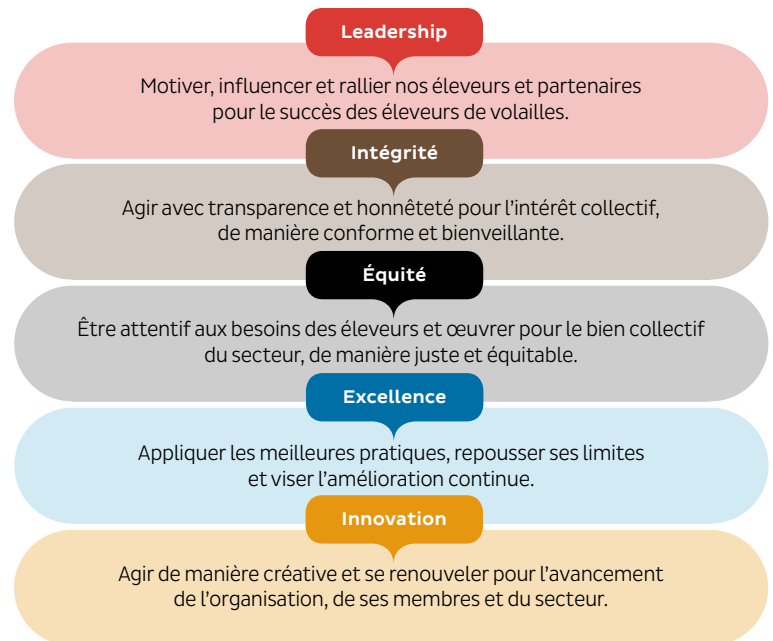 Leadership
Motiver, influencer et rallier nos éleveurs et partenaires
pour le succès des éleveurs de volailles.
Intégrité
Agir avec transparence et honnêteté pour l’intérêt collectif,
de manière conforme et bienveillante.
Équité
Être attentif aux besoins des éleveurs et œuvrer pour le bien collectif
du secteur, de manière juste et équitable.
Excellence
Appliquer les meilleures pratiques, repousser ses limites
et viser l’amélioration continue.
Innovation
Agir de manière créative et se renouveler pour l’avancement
de l’organisation, de ses membres et du secteur.